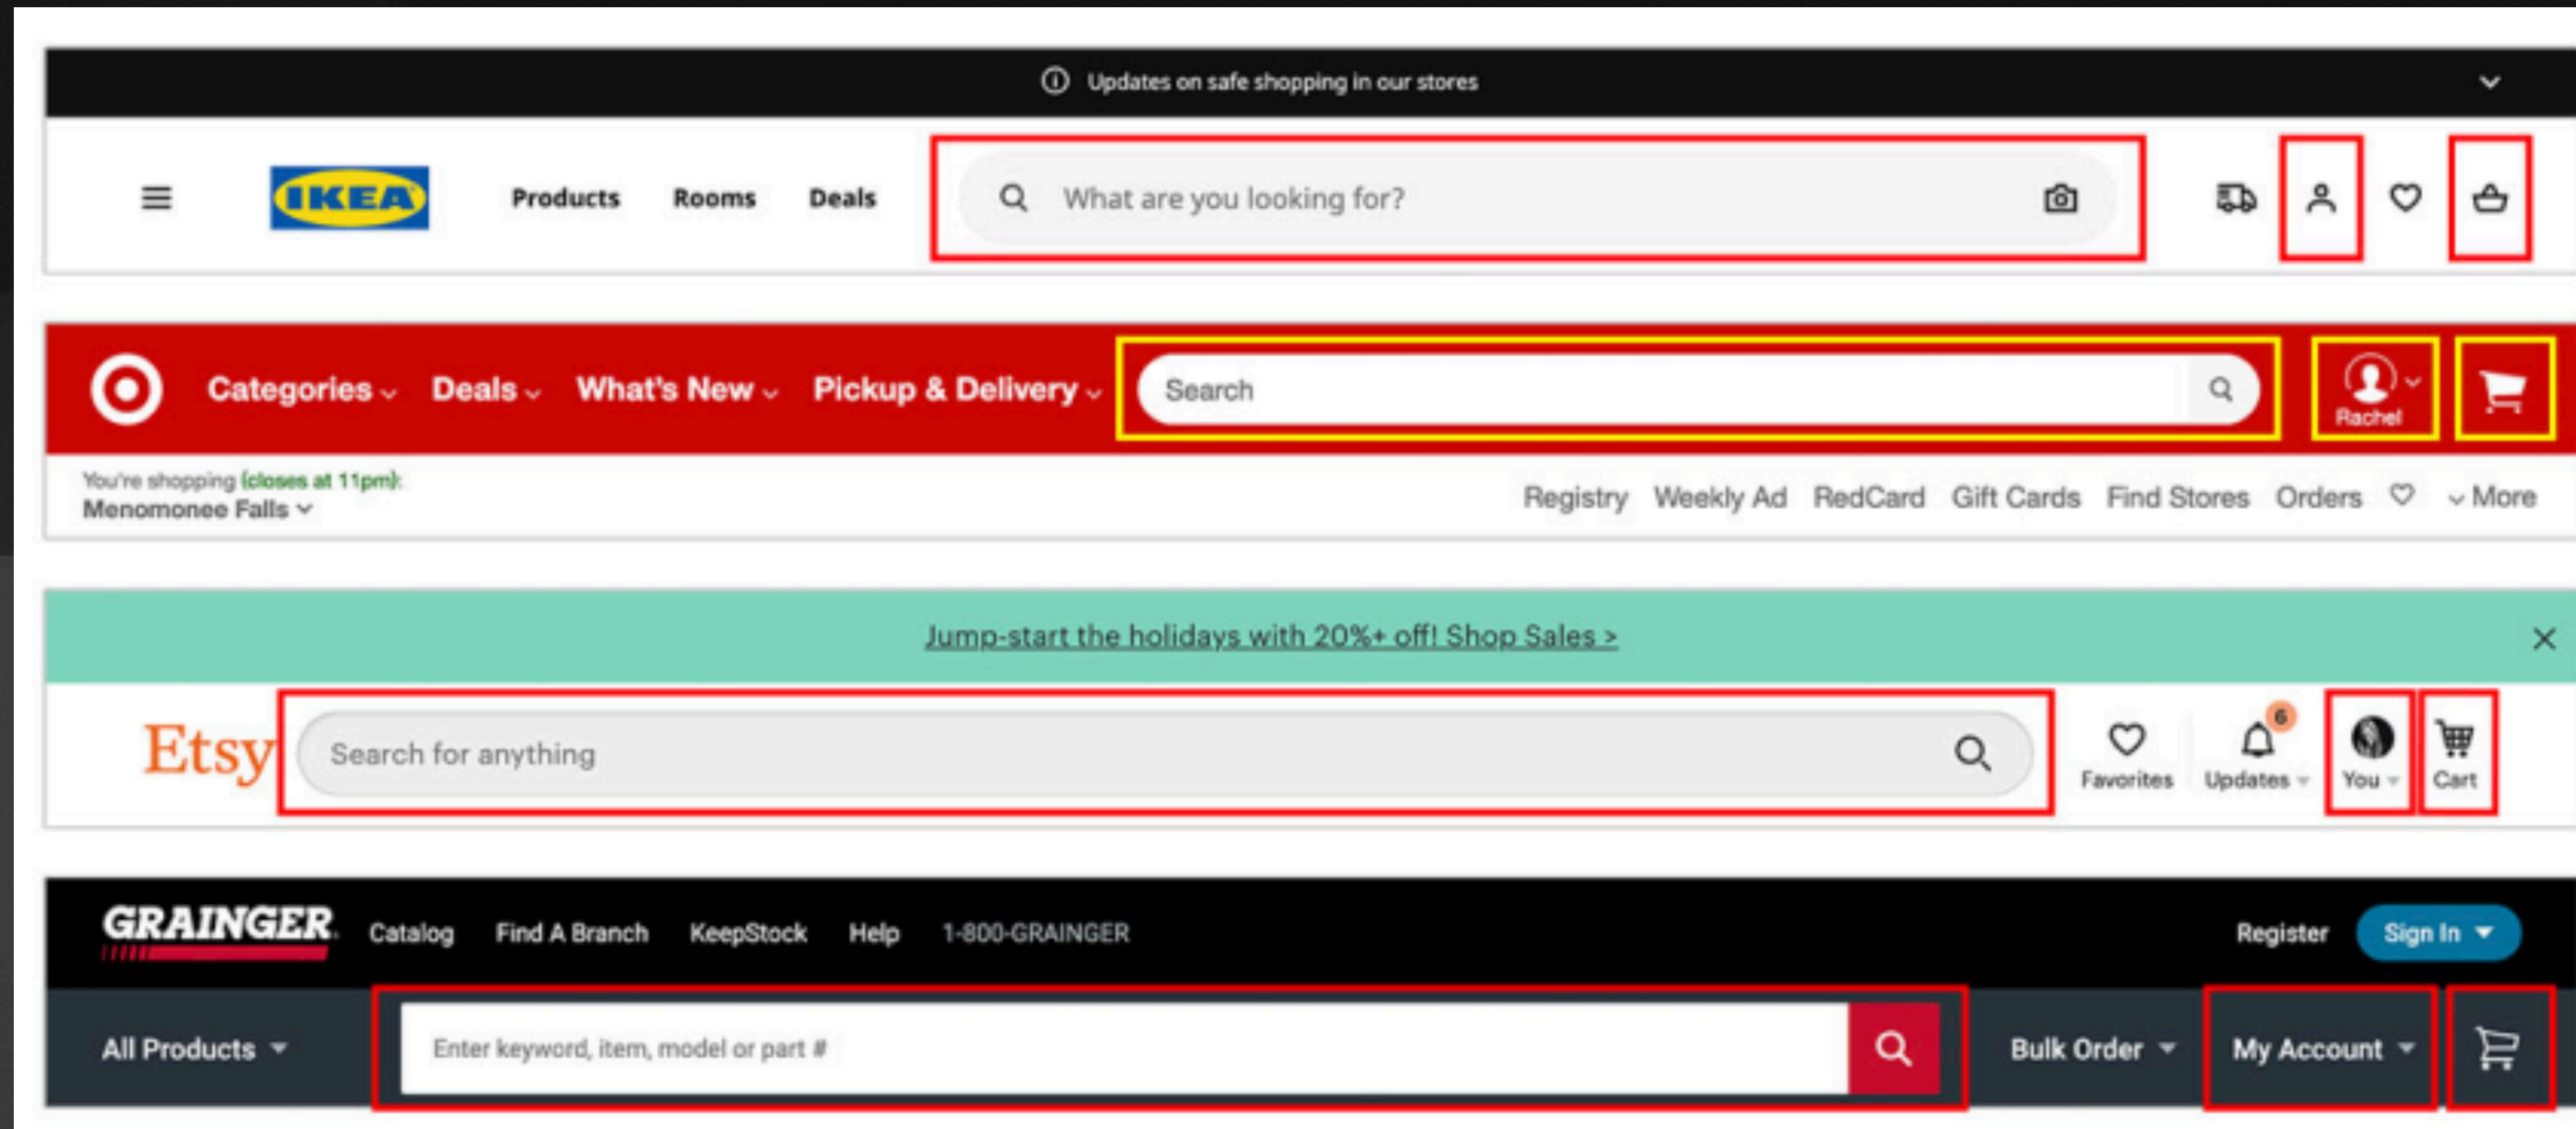 Updates on safe shopping in our stores
IKEA Products Rooms Deals What are you looking for?
Categories Deals What's New Pickup & Delivery Search Rachel
You're shopping (closes at 11pm):
Menomonee Falls Registry Weekly Ad RedCard Gift Cards Find Stores Orders More
Jump-start the holidays with 20%+ off! Shop Sales >
Etsy Search for anything Favorites Updates 6 You Cart
GRAINGER Catalog Find A Branch KeepStock Help 1-800-GRAINGER Register Sign In
All Products Enter keyword, item, model or part # Bulk Order My Account